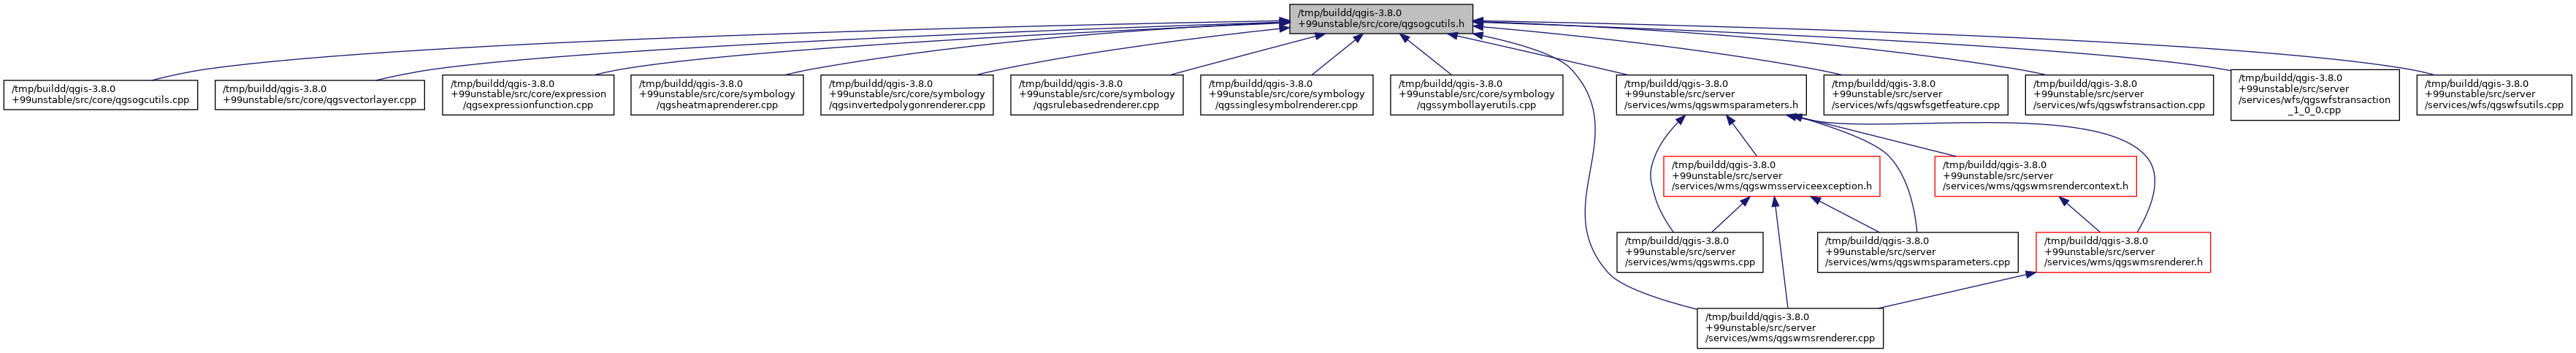 /tmp/buildd/qgis-3.8.0
+99unstable/src/core/qgsogcutils.h
/tmp/buildd/qgis-3.8.0
+99unstable/src/core/qgsogcutils.cpp
/tmp/buildd/qgis-3.8.0
+99unstable/src/core/qgsvectorlayer.cpp
/tmp/buildd/qgis-3.8.0
+99unstable/src/core/expression
/qgsexpressionfunction.cpp
/tmp/buildd/qgis-3.8.0
+99unstable/src/core/symbology
/qgsheatmaprenderer.cpp
/tmp/buildd/qgis-3.8.0
+99unstable/src/core/symbology
/qgsinvertedpolygonrenderer.cpp
/tmp/buildd/qgis-3.8.0
+99unstable/src/core/symbology
/qgsrulebasedrenderer.cpp
/tmp/buildd/qgis-3.8.0
+99unstable/src/core/symbology
/qgssinglesymbolrenderer.cpp
/tmp/buildd/qgis-3.8.0
+99unstable/src/core/symbology
/qgssymbollayerutils.cpp
/tmp/buildd/qgis-3.8.0
+99unstable/src/server
/services/wms/qgswmsparameters.h
/tmp/buildd/qgis-3.8.0
+99unstable/src/server
/services/wfs/qgswfsgetfeature.cpp
/tmp/buildd/qgis-3.8.0
+99unstable/src/server
/services/wfs/qgswfstransaction.cpp
/tmp/buildd/qgis-3.8.0
+99unstable/src/server
/services/wfs/qgswfstransaction
_1_0_0.cpp
/tmp/buildd/qgis-3.8.0
+99unstable/src/server
/services/wfs/qgswfsutils.cpp
/tmp/buildd/qgis-3.8.0
+99unstable/src/server
/services/wms/qgswmsserviceexception.h
/tmp/buildd/qgis-3.8.0
+99unstable/src/server
/services/wms/qgswmsrendercontext.h
/tmp/buildd/qgis-3.8.0
+99unstable/src/server
/services/wms/qgswms.cpp
/tmp/buildd/qgis-3.8.0
+99unstable/src/server
/services/wms/qgswmsparameters.cpp
/tmp/buildd/qgis-3.8.0
+99unstable/src/server
/services/wms/qgswmsrenderer.h
/tmp/buildd/qgis-3.8.0
+99unstable/src/server
/services/wms/qgswmsrenderer.cpp